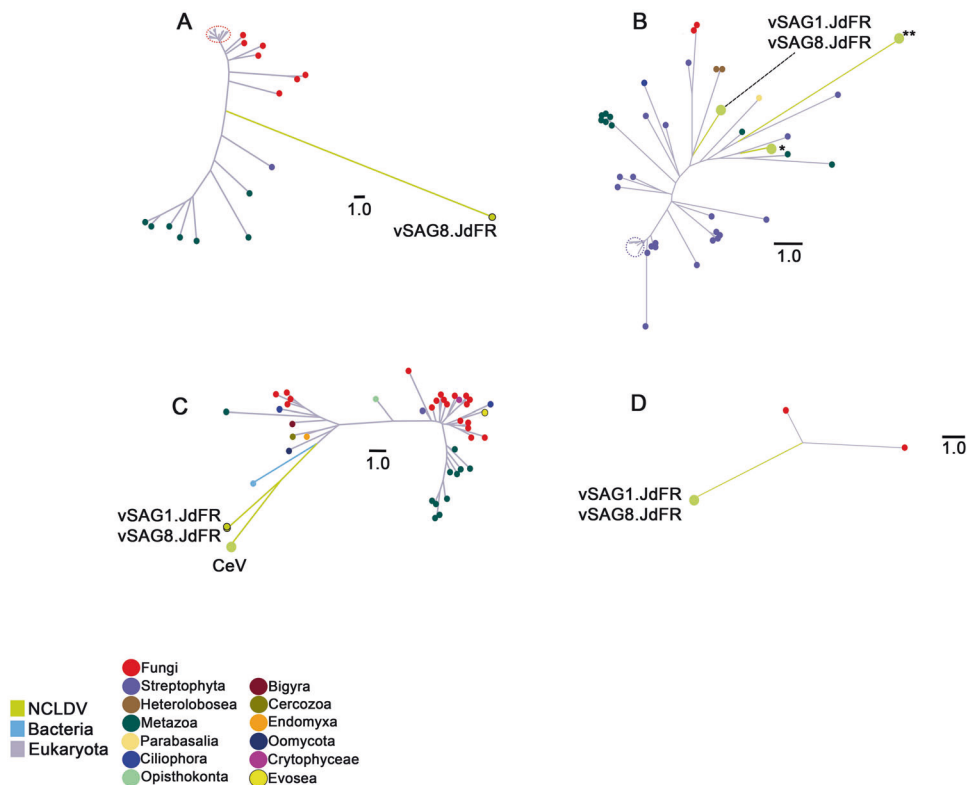 A
1.0
vSAG8.JdFR
B
vSAG1.JdFR
vSAG8.JdFR
**
*
1.0
C
1.0
vSAG1.JdFR
vSAG8.JdFR
CeV
D
1.0
vSAG1.JdFR
vSAG8.JdFR
NCLDV
Bacteria
Eukaryota
Fungi
Streptophyta
Heterolobosea
Metazoa
Parabasalia
Ciliophora
Opisthokonta
Bigyra
Cercozoa
Endomyxa
Oomycota
Crytophyceae
Evosea